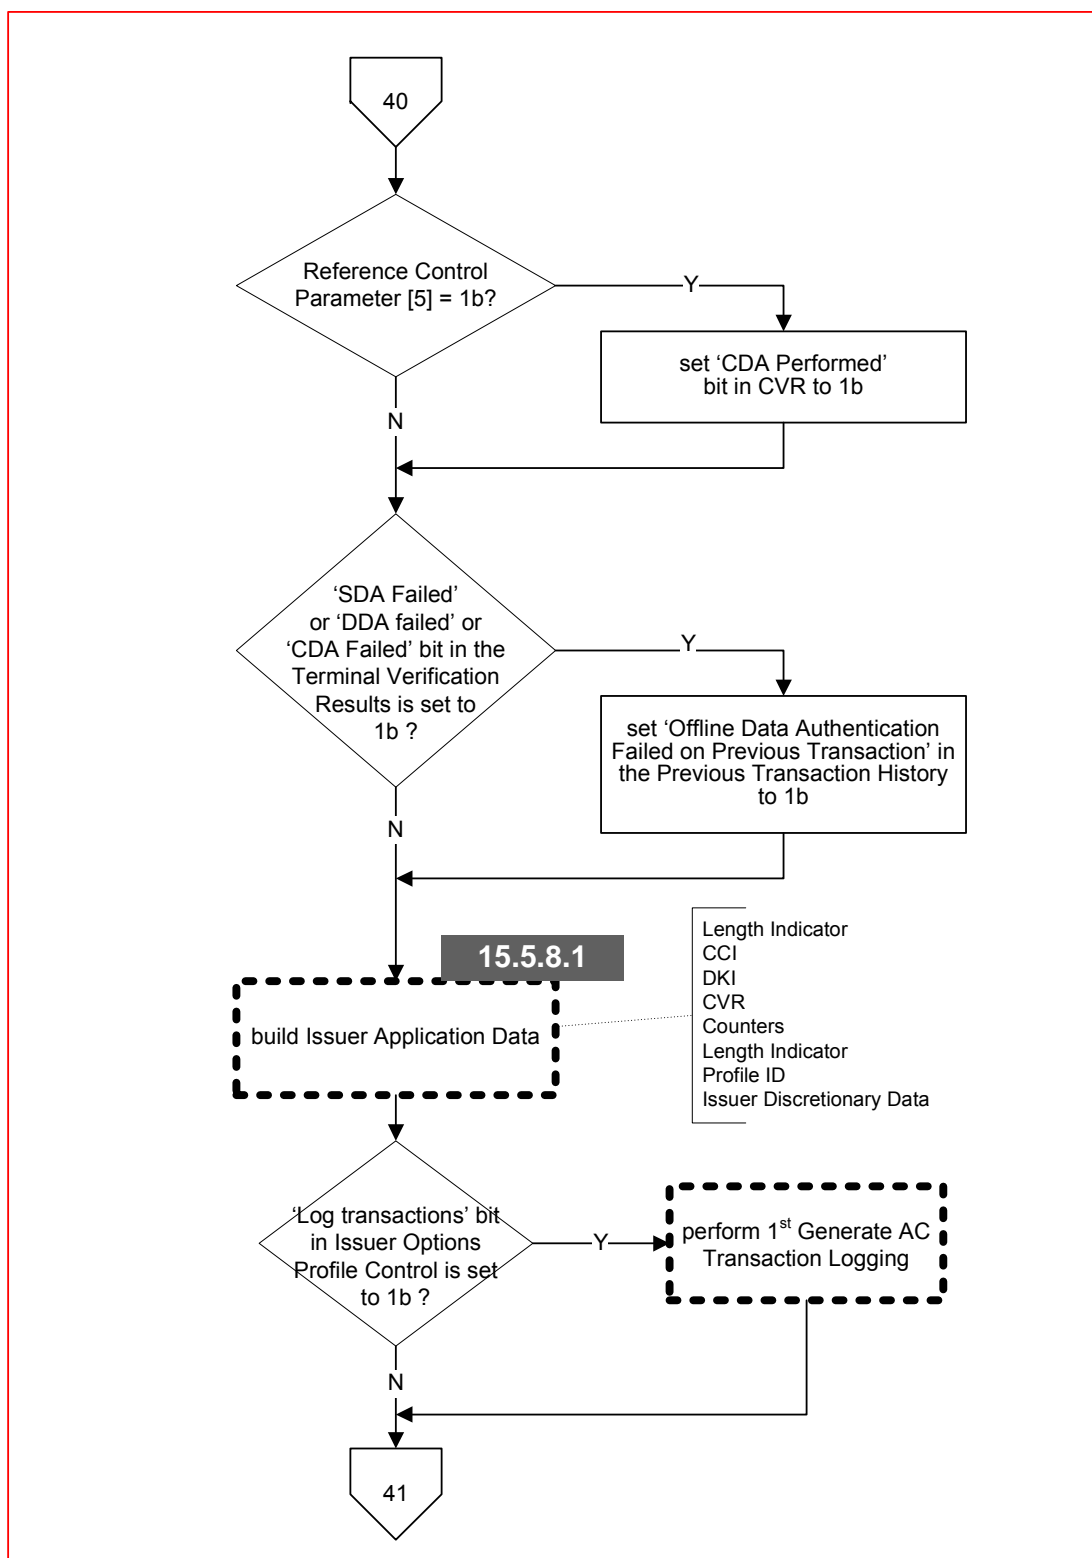 40
Reference Control
Parameter [5] = 1b?
Y
set ‘CDA Performed’
bit in CVR to 1b
N
‘SDA Failed’
or ‘DDA failed’ or
‘CDA Failed’ bit in the
Terminal Verification
Results is set to
1b ?
Y
set ‘Offline Data Authentication
Failed on Previous Transaction’ in
the Previous Transaction History
to 1b
N
15.5.8.1
build Issuer Application Data
Length Indicator
CCI
DKI
CVR
Counters
Length Indicator
Profile ID
Issuer Discretionary Data
‘Log transactions’ bit
in Issuer Options
Profile Control is set
to 1b ?
Y
perform 1st Generate AC
Transaction Logging
N
41